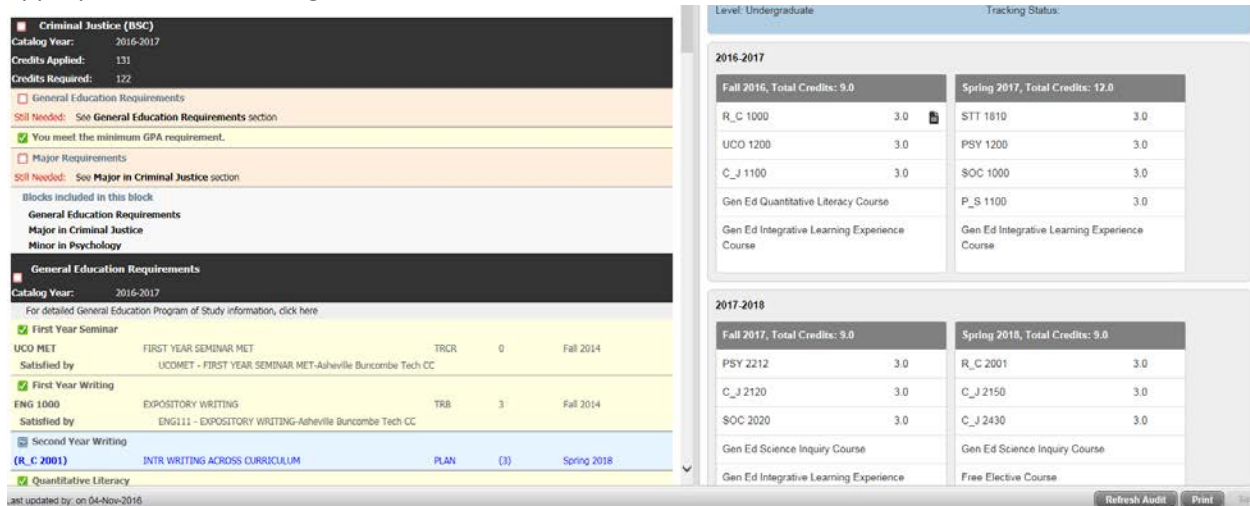 Criminal Justice (BSC)
Catalog Year: 2016-2017
Credits Applied: 131
Credits Required: 122
General Education Requirements
Still Needed: See General Education Requirements section
You meet the minimum GPA requirement.
Major Requirements
Still Needed: See Major in Criminal Justice section
Blocks included in this block
General Education Requirements
Major in Criminal Justice
Minor in Psychology
General Education Requirements
Catalog Year: 2016-2017
For detailed General Education Program of Study information, click here
First Year Seminar
UCO MET FIRST YEAR SEMINAR MET TRCR 0 Fall 2014
Satisfied by UCOMET - FIRST YEAR SEMINAR MET-Asheville Buncombe Tech CC
First Year Writing
ENG 1000 EXPOSITORY WRITING TRB 3 Fall 2014
Satisfied by ENG111 - EXPOSITORY WRITING-Asheville Buncombe Tech CC
Second Year Writing
(R_C 2001) INTR WRITING ACROSS CURRICULUM PLAN (3) Spring 2018
Quantitative Literacy
Level: Undergraduate Tracking Status:
2016-2017
Fall 2016, Total Credits: 9.0
R_C 1000 3.0
UCO 1200 3.0
C_J 1100 3.0
Gen Ed Quantitative Literacy Course
Gen Ed Integrative Learning Experience
Course
Spring 2017, Total Credits: 12.0
STT 1810 3.0
PSY 1200 3.0
SOC 1000 3.0
P_S 1100 3.0
Gen Ed Integrative Learning Experience
Course
2017-2018
Fall 2017, Total Credits: 9.0
PSY 2212 3.0
C_J 2120 3.0
SOC 2020 3.0
Gen Ed Science Inquiry Course
Gen Ed Integrative Learning Experience
Spring 2018, Total Credits: 9.0
R_C 2001 3.0
C_J 2150 3.0
C_J 2430 3.0
Gen Ed Science Inquiry Course
Free Elective Course
Last updated by: on 04-Nov-2016
Refresh Audit Print